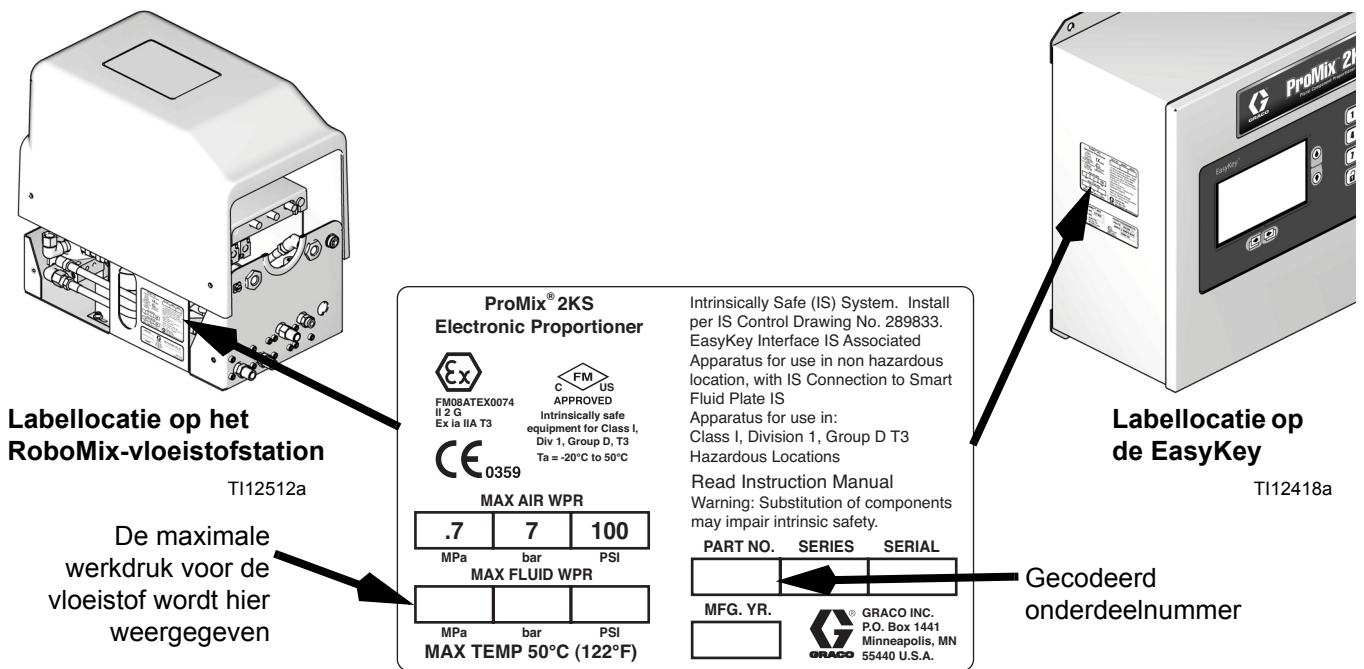 ProMix 2K
GRACO
EasyKey
1
4
7
Labellocatie op het
RoboMix-vloeistofstation
TI12512a
De maximale
werkdruk voor de
vloeistof wordt hier
weergegeven
ProMix® 2KS
Electronic Proportioner
Ex
FM08ATEX0074
II 2 G
Ex ia IIA T3
CE 0359
FM
C US
APPROVED
Intrinsically safe
equipment for Class I,
Div 1, Group D, T3
Ta = -20°C to 50°C
MAX AIR WPR
.7 7 100
MPa bar PSI
MAX FLUID WPR
MPa bar PSI
MAX TEMP 50°C (122°F)
Intrinsically Safe (IS) System. Install
per IS Control Drawing No. 289833.
EasyKey Interface IS Associated
Apparatus for use in non hazardous
location, with IS Connection to Smart
Fluid Plate IS
Apparatus for use in:
Class I, Division 1, Group D T3
Hazardous Locations
Read Instruction Manual
Warning: Substitution of components
may impair intrinsic safety.
PART NO. SERIES SERIAL
MFG. YR.
GRACO
®
GRACO INC.
P.O. Box 1441
Minneapolis, MN
55440 U.S.A.
Labellocatie op
de EasyKey
TI12418a
Gecodeerd
onderdeelnummer